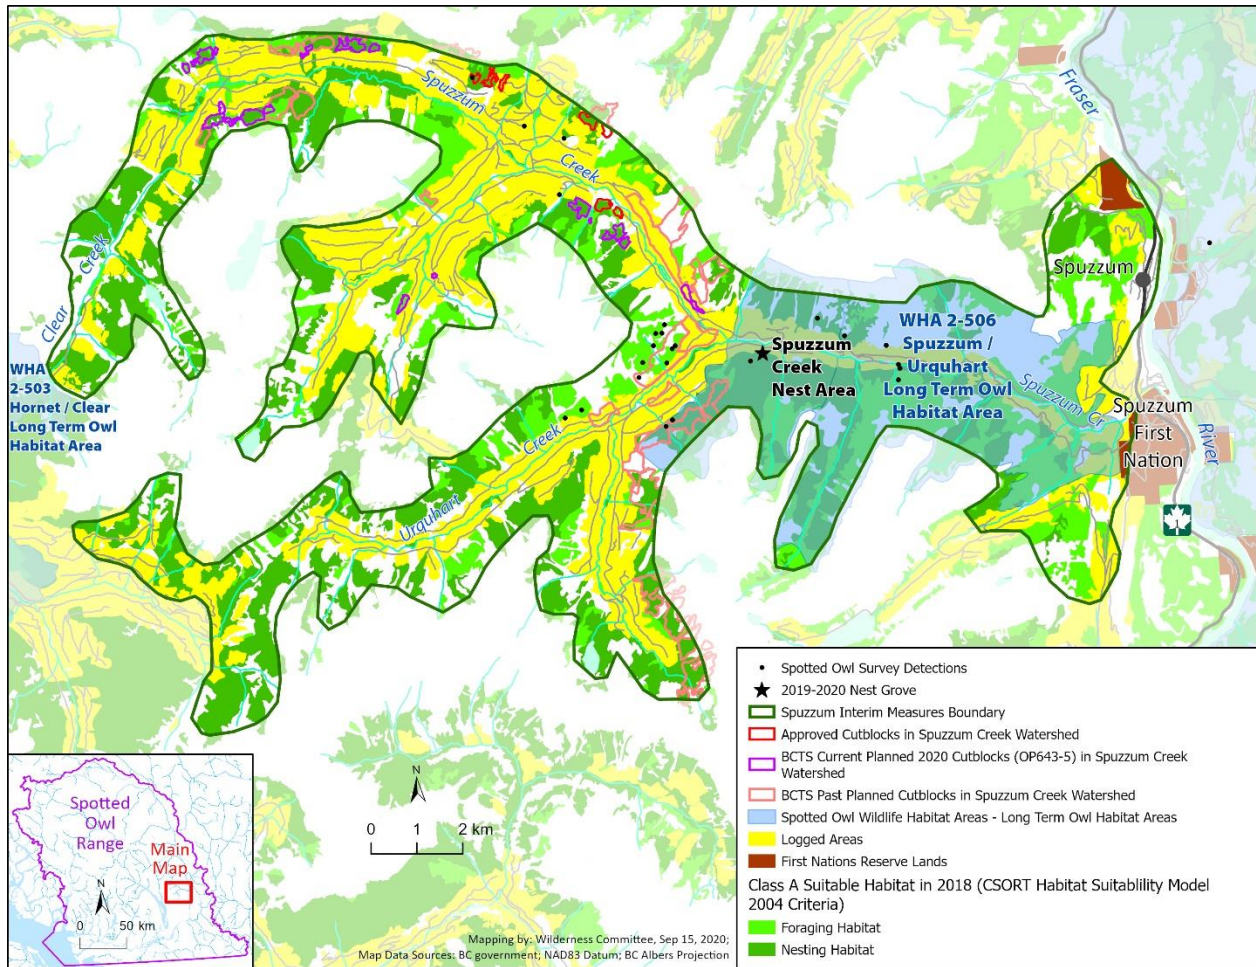 Fraser
Spuzzum
Creek
Clear
Creek
WHA
2-503
Hornet / Clear
Long Term Owl
Habitat Area
Spuzzum
WHA 2-506
Spuzzum /
Urquhart
Long Term Owl
Habitat Area
Spuzzum
Creek
Nest Area
Spuzzum Cr
Spuzzum
First
Nation
River
1
Urquhart
Creek
N
0 1 2 km
Spotted
Owl
Range
Main
Map
N
0 50 km
Spotted Owl Survey Detections
2019-2020 Nest Grove
Spuzzum Interim Measures Boundary
Approved Cutblocks in Spuzzum Creek Watershed
BCTS Current Planned 2020 Cutblocks (OP643-5) in Spuzzum Creek
Watershed
BCTS Past Planned Cutblocks in Spuzzum Creek Watershed
Spotted Owl Wildlife Habitat Areas - Long Term Owl Habitat Areas
Logged Areas
First Nations Reserve Lands
Class A Suitable Habitat in 2018 (CSORT Habitat Suitablility Model
2004 Criteria)
Foraging Habitat
Nesting Habitat
Mapping by: Wilderness Committee, Sep 15, 2020;
Map Data Sources: BC government; NAD83 Datum; BC Albers Projection